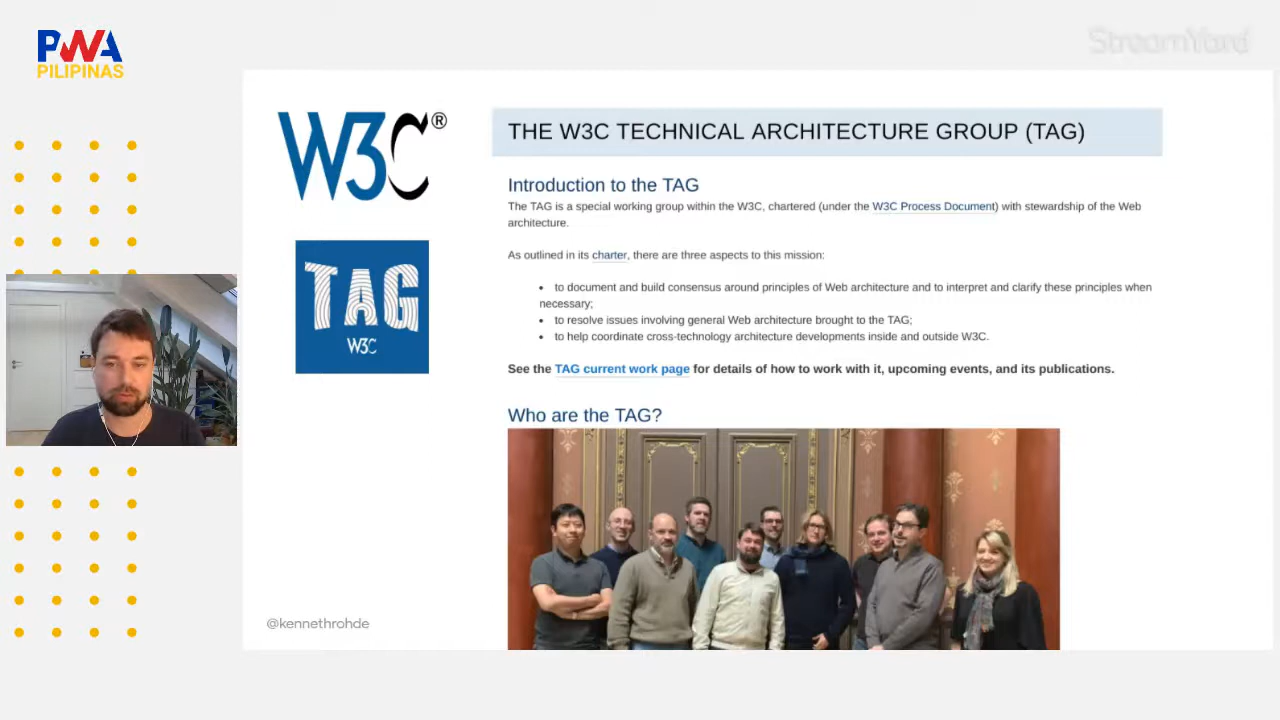 PWA
PILIPINAS
StreamYard
W3C®
TAG
W3C
THE W3C TECHNICAL ARCHITECTURE GROUP (TAG)
Introduction to the TAG
The TAG is a special working group within the W3C, chartered (under the W3C Process Document) with stewardship of the Web
architecture.
As outlined in its charter, there are three aspects to this mission:
• to document and build consensus around principles of Web architecture and to interpret and clarify these principles when
necessary;
• to resolve issues involving general Web architecture brought to the TAG;
• to help coordinate cross-technology architecture developments inside and outside W3C.
See the TAG current work page for details of how to work with it, upcoming events, and its publications.
Who are the TAG?
@kennethrohde